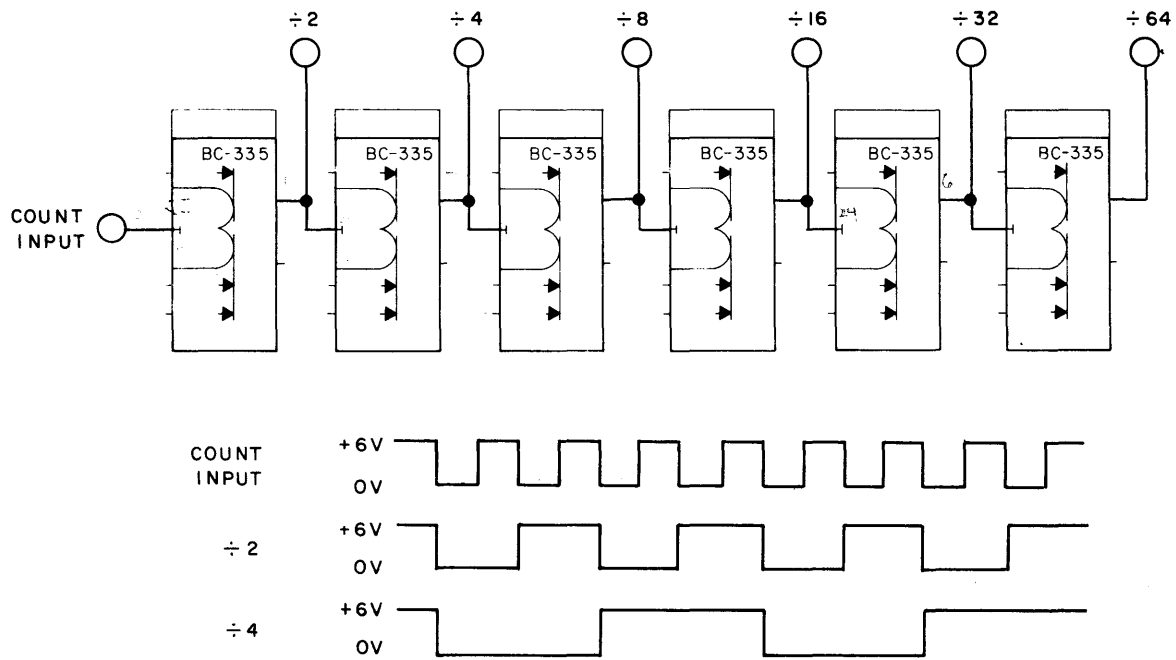 ÷2 ÷4 ÷8 ÷16 ÷32 ÷64
BC-335 BC-335 BC-335 BC-335 BC-335 BC-335
6
COUNT
INPUT
COUNT
INPUT
+6V
0V
÷2
+6V
0V
÷4
+6V
0V